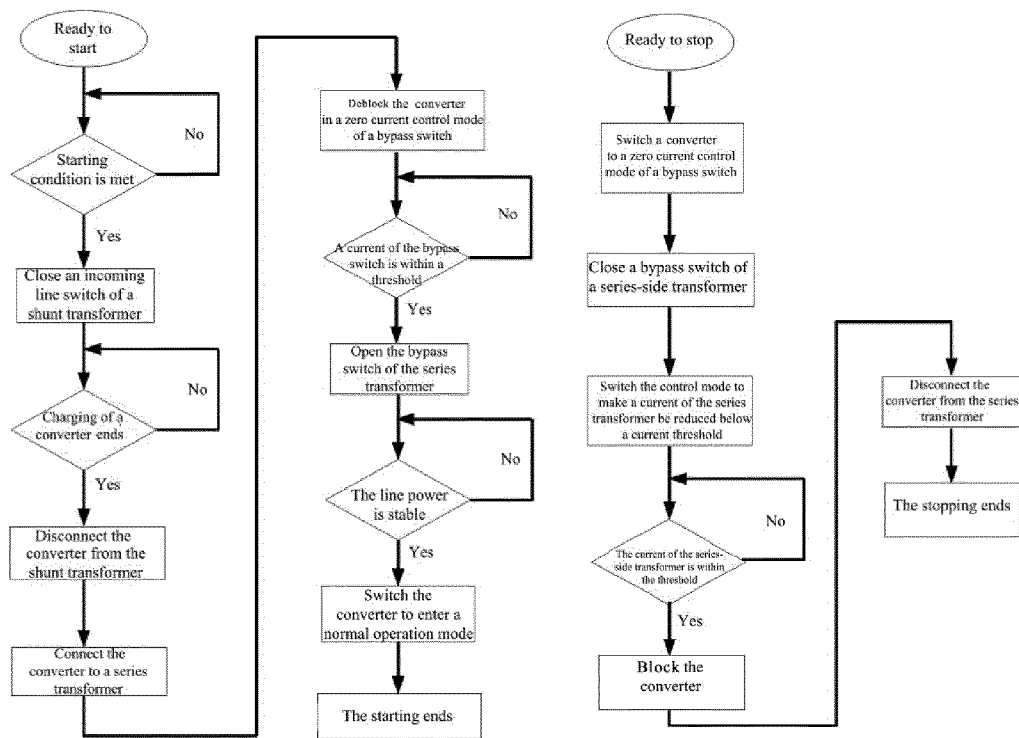 Ready to
start
No
Starting
condition is met
Yes
Close an incoming
line switch of a
shunt transformer
No
Charging of a
converter ends
Yes
Disconnect the
converter from the
shunt transformer
Connect the
converter to a series
transformer
Deblock the converter
in a zero current control mode
of a bypass switch
No
A current of the bypass
switch is within a
threshold
Yes
Open the bypass
switch of the series
transformer
No
The line power
is stable
Yes
Switch the
converter to enter a
normal operation mode
The starting ends
Ready to stop
Switch a converter
to a zero current control
mode of a bypass switch
Close a bypass switch of
a series-side transformer
Switch the control mode to
make a current of the series
transformer be reduced below
a current threshold
No
The current of the series-
side transformer is within
the threshold
Yes
Block the
converter
Disconnect the
converter from the series
transformer
The stopping ends